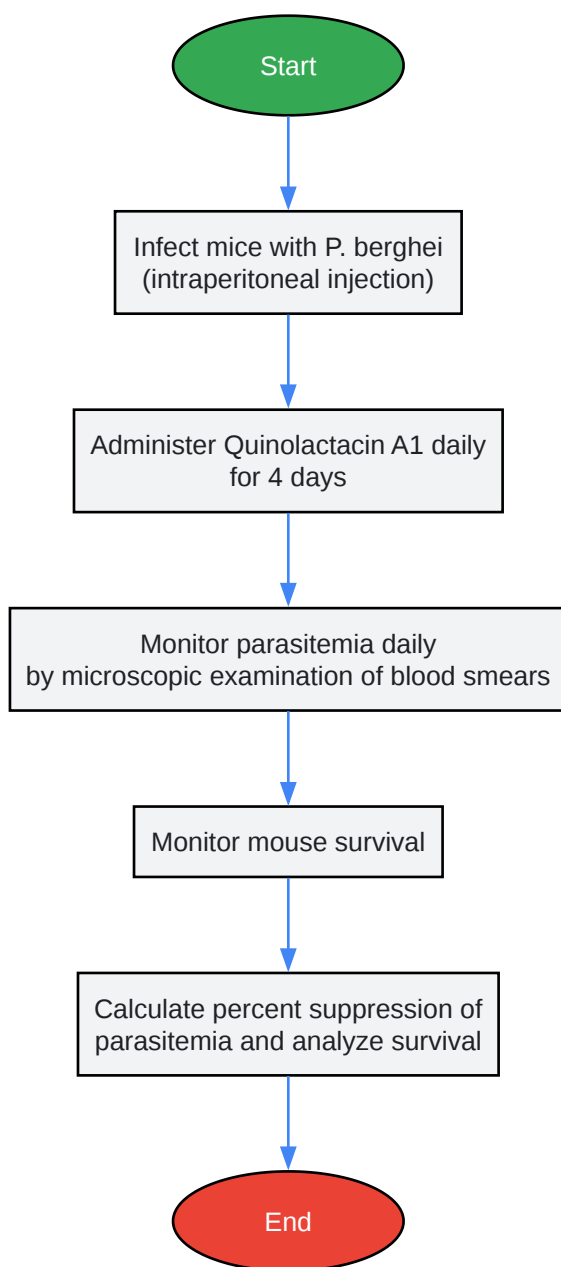 Start
Infect mice with P. berghei
(intraperitoneal injection)
Administer Quinolactacin A1 daily
for 4 days
Monitor parasitemia daily
by microscopic examination of blood smears
Monitor mouse survival
Calculate percent suppression of
parasitemia and analyze survival
End